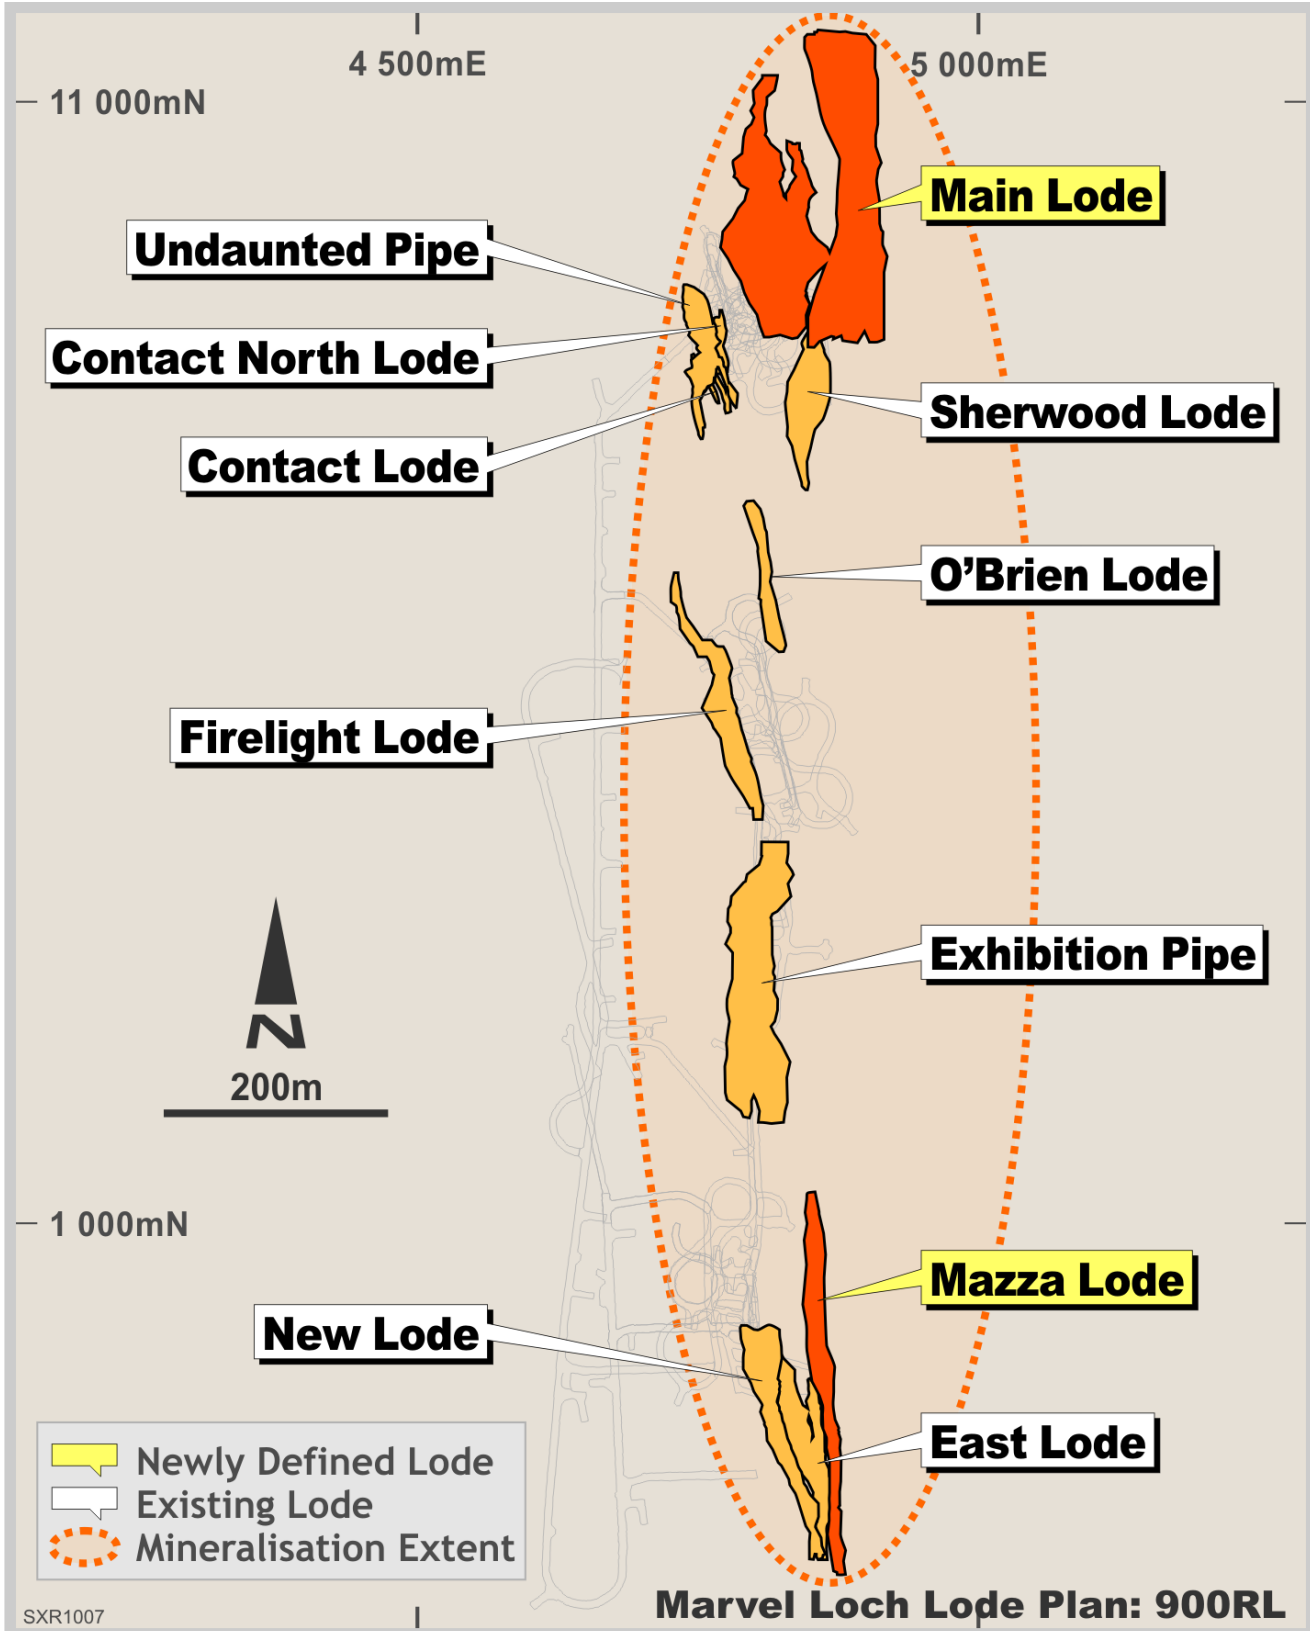 4 500mE
5 000mE
11 000mN
Main Lode
Undaunted Pipe
Contact North Lode
Sherwood Lode
Contact Lode
O’Brien Lode
Firelight Lode
Exhibition Pipe
N
200m
1 000mN
Mazza Lode
New Lode
East Lode
Newly Defined Lode
Existing Lode
Mineralisation Extent
Marvel Loch Lode Plan: 900RL
SXR1007